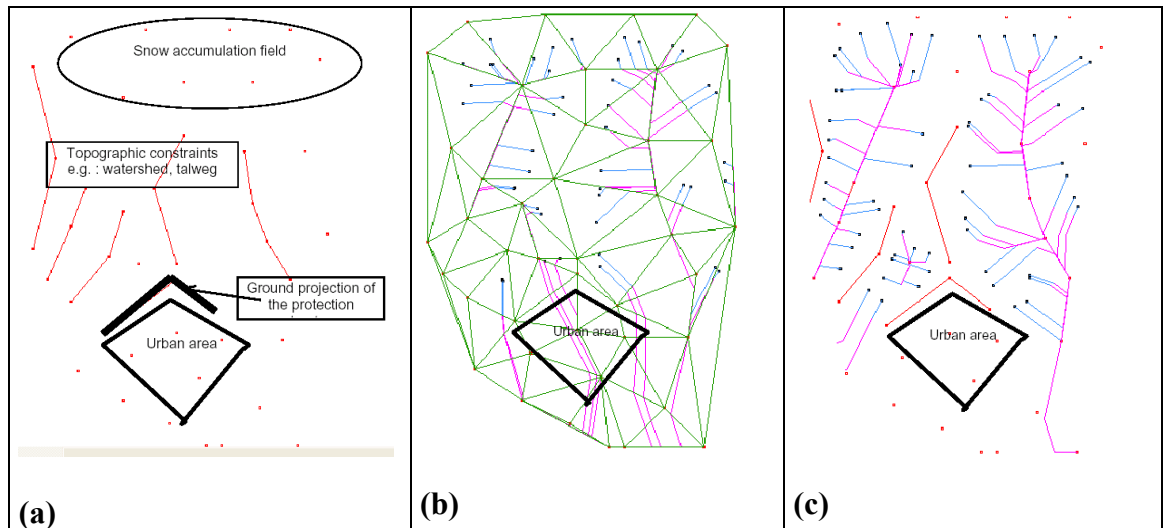 Snow accumulation field
Topographic constraints
e.g. : watershed, talweg
Ground projection of
the protection
Urban area
(a)
Urban area
(b)
Urban area
(c)